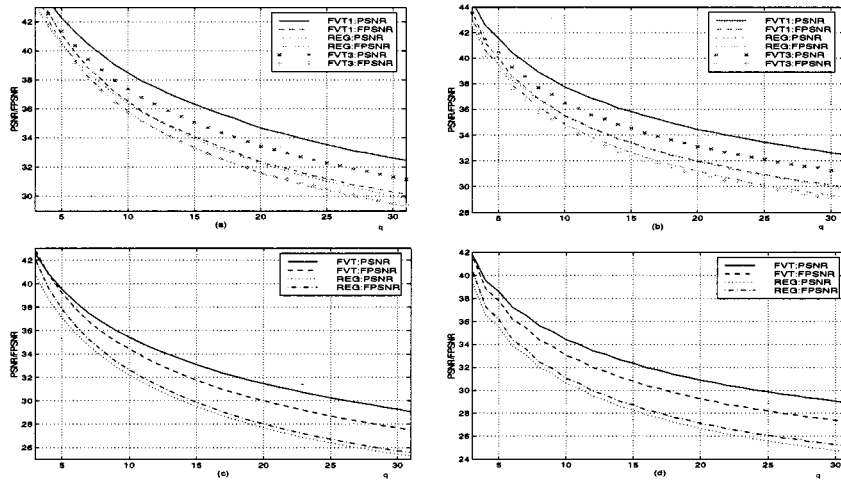 42
40
38
36
34
32
30
PSNR/FPSNR
5
10
15
20
25
30
(a)
q
FVT1:PSNR
FVT1:FPSNR
REG:PSNR
REG:FPSNR
FVT3:PSNR
FVT3:FPSNR
44
42
40
38
36
34
32
30
28
PSNR/FPSNR
5
10
15
20
25
30
(b)
q
FVT1:PSNR
FVT1:FPSNR
REG:PSNR
REG:FPSNR
FVT3:PSNR
FVT3:FPSNR
42
40
38
36
34
32
30
28
26
PSNR/FPSNR
5
10
15
20
25
30
(c)
q
FVT:PSNR
FVT:FPSNR
REG:PSNR
REG:FPSNR
42
40
38
36
34
32
30
28
26
24
PSNR/FPSNR
5
10
15
20
25
30
(d)
q
FVT:PSNR
FVT:FPSNR
REG:PSNR
REG:FPSNR